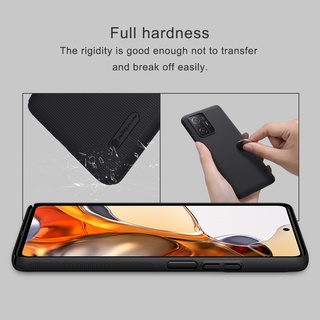 Full hardness
The rigidity is good enough not to transfer
and break off easily.